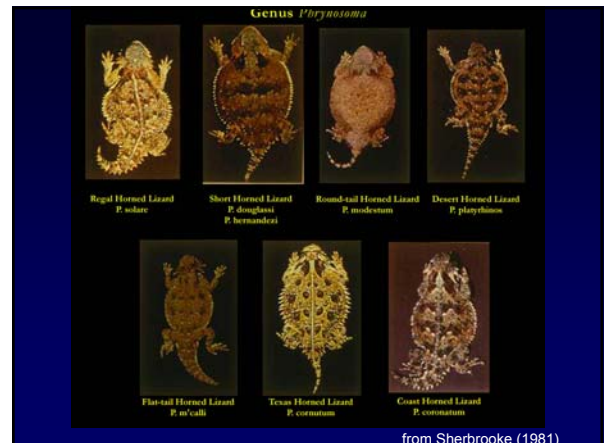 Genus Phrynosoma
Regal Horned Lizard
P. solare
Short Horned Lizard
P. douglassi
P. hernandezi
Round-tail Horned Lizard
P. modestum
Desert Horned Lizard
P. platyrhinos
Flat-tail Horned Lizard
P. m'calli
Texas Horned Lizard
P. cornutum
Coast Horned Lizard
P. coronatum
from Sherbrooke (1981)